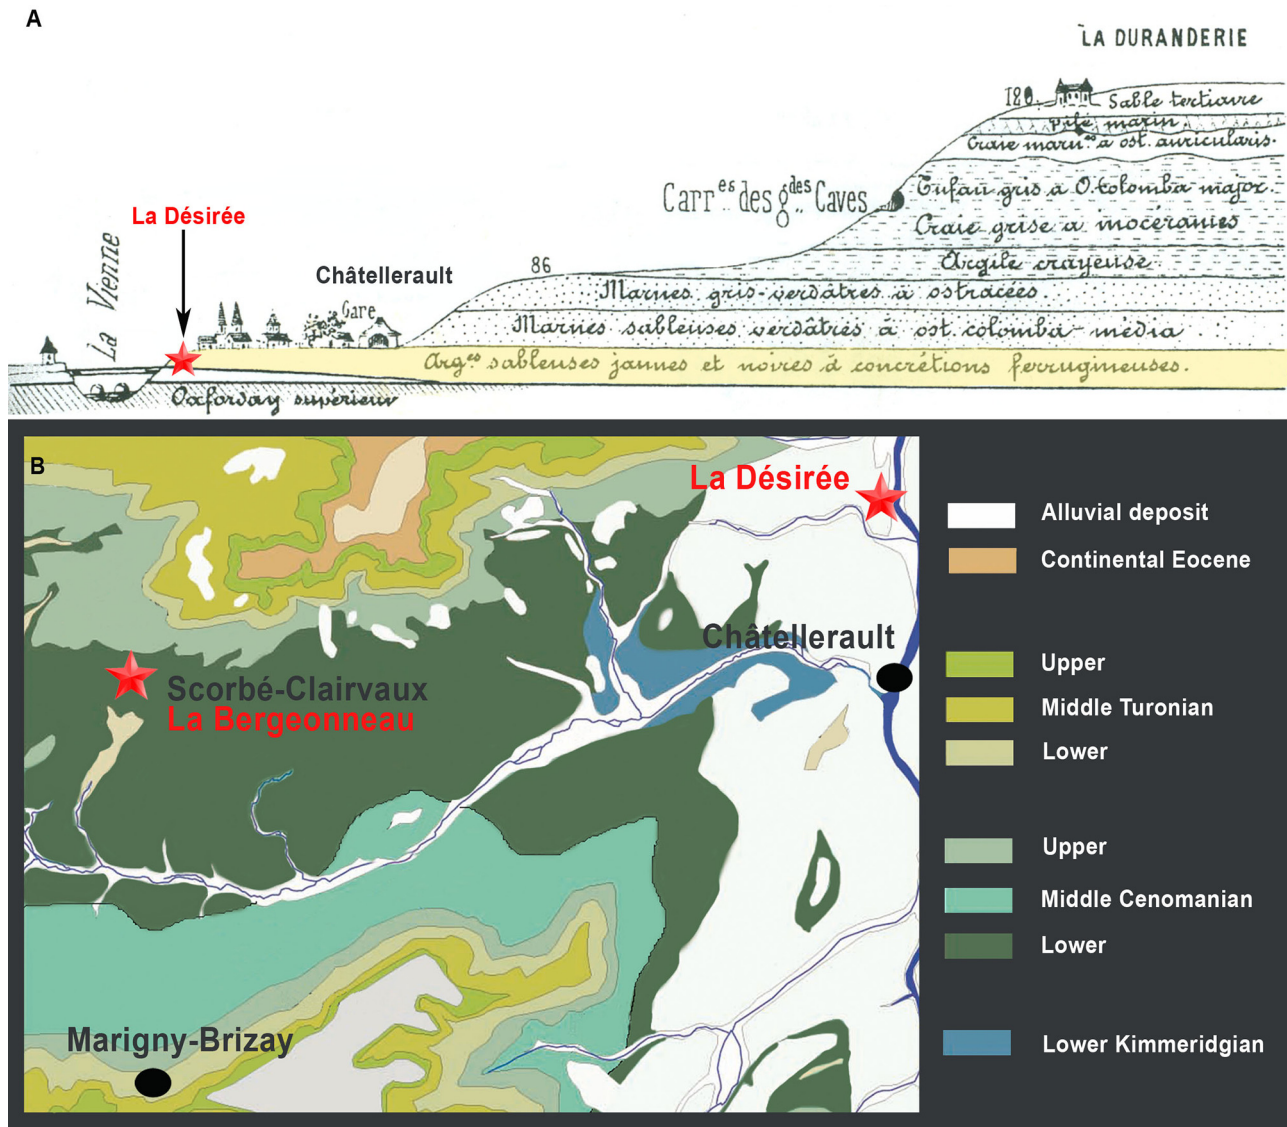 A
LA DURANDERIE
120.
Sable tertiaire
marin.
Craie marn.se à ost. auricularis.
Carr.es des g.des Caves
Tufau gris à O. colomba major.
Craie grise à inocérames
La Désirée
La Vienne
Châtellerault
86
Argile crayeuse
Gare
Marnes gris-verdâtres à ostracées.
Marnes sableuses verdâtres à ost. colomba-média
Arg.es sableuses jaunes et noires à concrétions ferrugineuses.
Oxforday supérieur
B
La Désirée
Châtellerault
Scorbé-Clairvaux
La Bergeonneau
Marigny-Brizay
Alluvial deposit
Continental Eocene
Upper
Middle Turonian
Lower
Upper
Middle Cenomanian
Lower
Lower Kimmeridgian